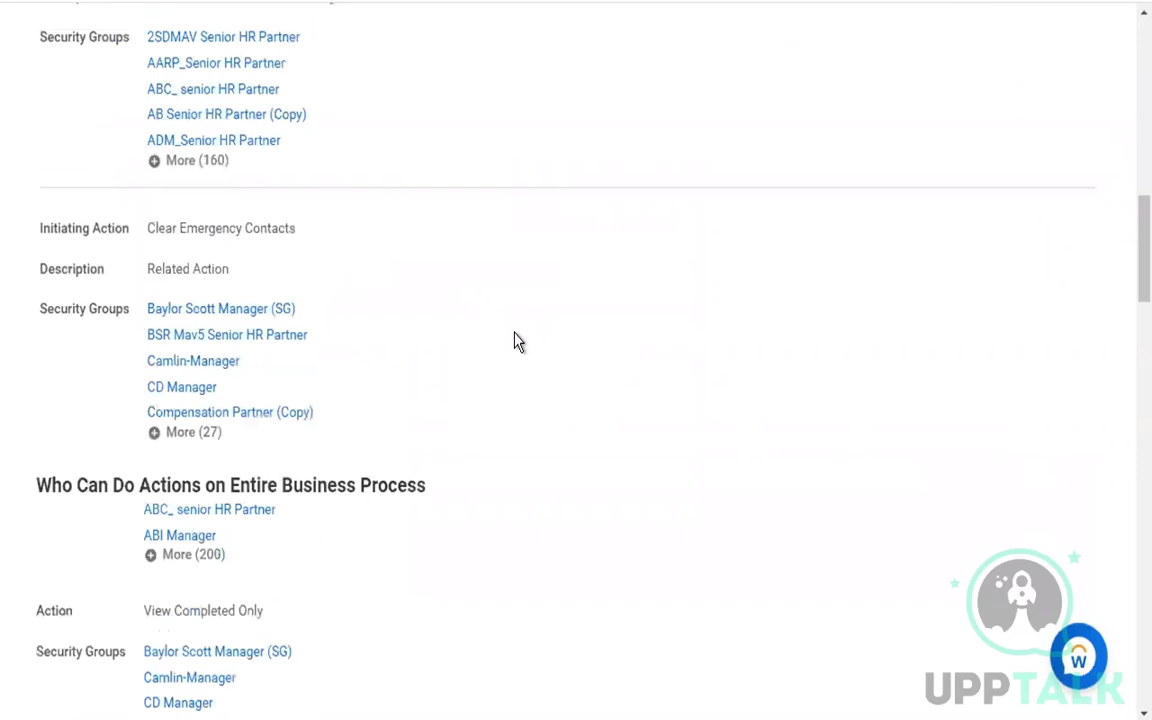 Security Groups 2SDMAV Senior HR Partner
AARP_Senior HR Partner
ABC_ senior HR Partner
AB Senior HR Partner (Copy)
ADM_Senior HR Partner
More (160)
Initiating Action Clear Emergency Contacts
Description Related Action
Security Groups Baylor Scott Manager (SG)
BSR Mav5 Senior HR Partner
Camlin-Manager
CD Manager
Compensation Partner (Copy)
More (27)
Who Can Do Actions on Entire Business Process
ABC_ senior HR Partner
ABI Manager
More (200)
Action View Completed Only
Security Groups Baylor Scott Manager (SG)
Camlin-Manager
CD Manager
W
UPPTALK